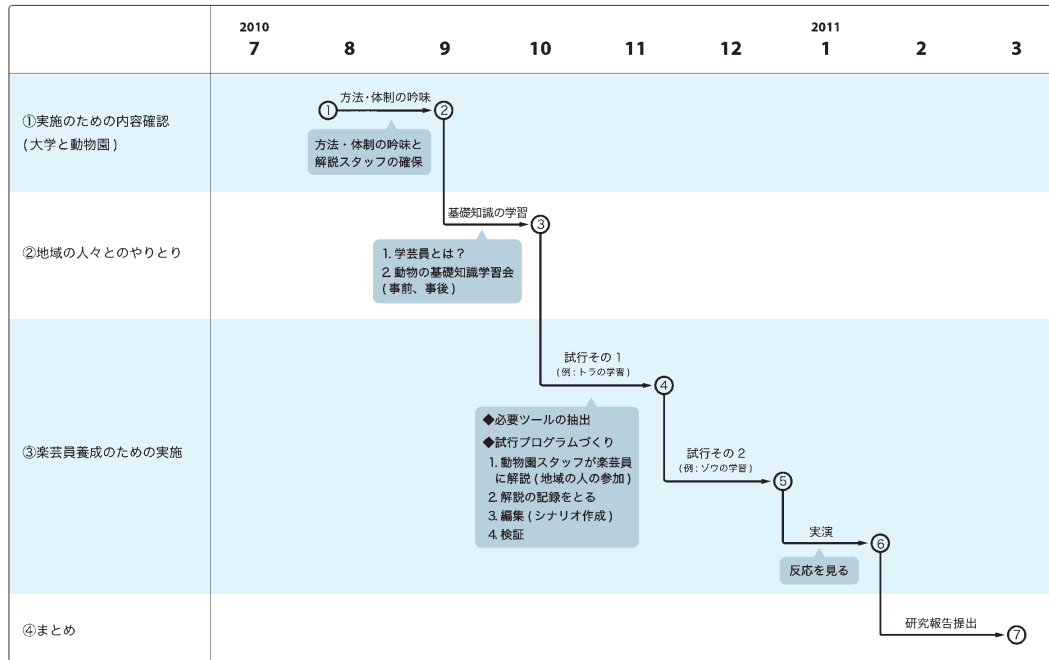 2010
7
8
9
10
11
12
2011
1
2
3
①実施のための内容確認
(大学と動物園)
①
方法・体制の吟味
②
方法・体制の吟味と
解説スタッフの確保
②地域の人々とのやりとり
基礎知識の学習
③
1. 学芸員とは?
2. 動物の基礎知識学習会
(事前、事後)
③楽芸員養成のための実施
試行その1
(例:トラの学習)
④
◆必要ツールの抽出
◆試行プログラムづくり
1. 動物園スタッフが楽芸員
に解説(地域の人の参加)
2. 解説の記録をとる
3. 編集(シナリオ作成)
4. 検証
試行その2
(例:ゾウの学習)
⑤
実演
⑥
反応を見る
④まとめ
研究報告提出
⑦